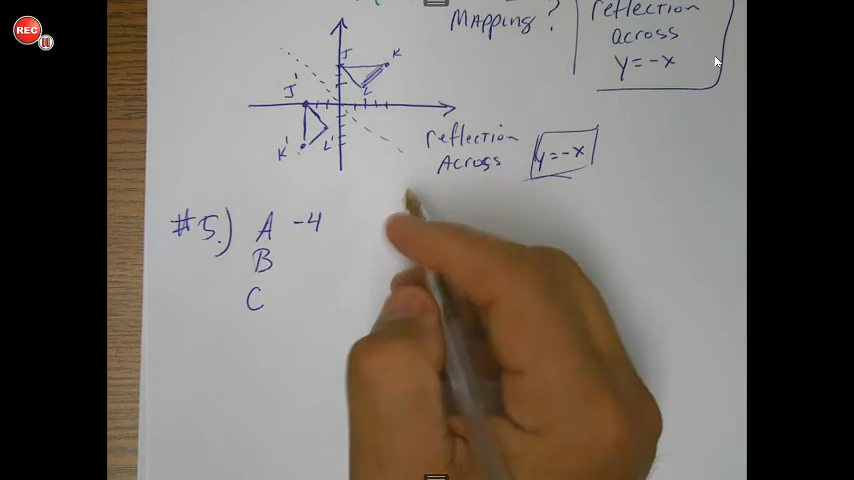 REC
MAPPing?
reflection
across
y=-x
J
K
L
J'
K'
L'
reflection
Across
y=-x
#5.) A -4
B
C